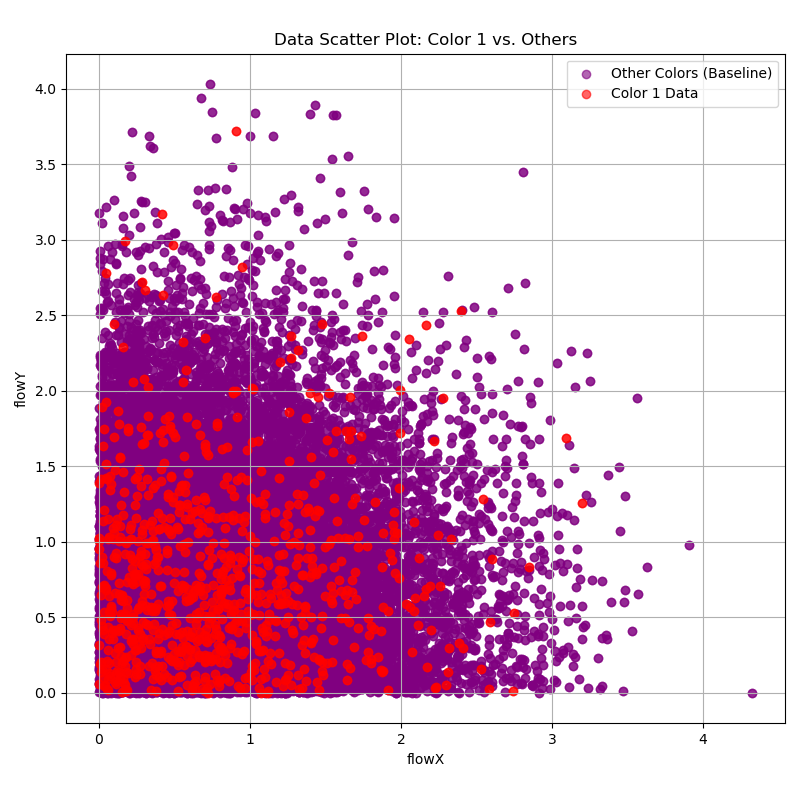 Data Scatter Plot: Color 1 vs. Others
Other Colors (Baseline)
Color 1 Data
flowY
4.0
3.5
3.0
2.5
2.0
1.5
1.0
0.5
0.0
0 1 2 3 4
flowX